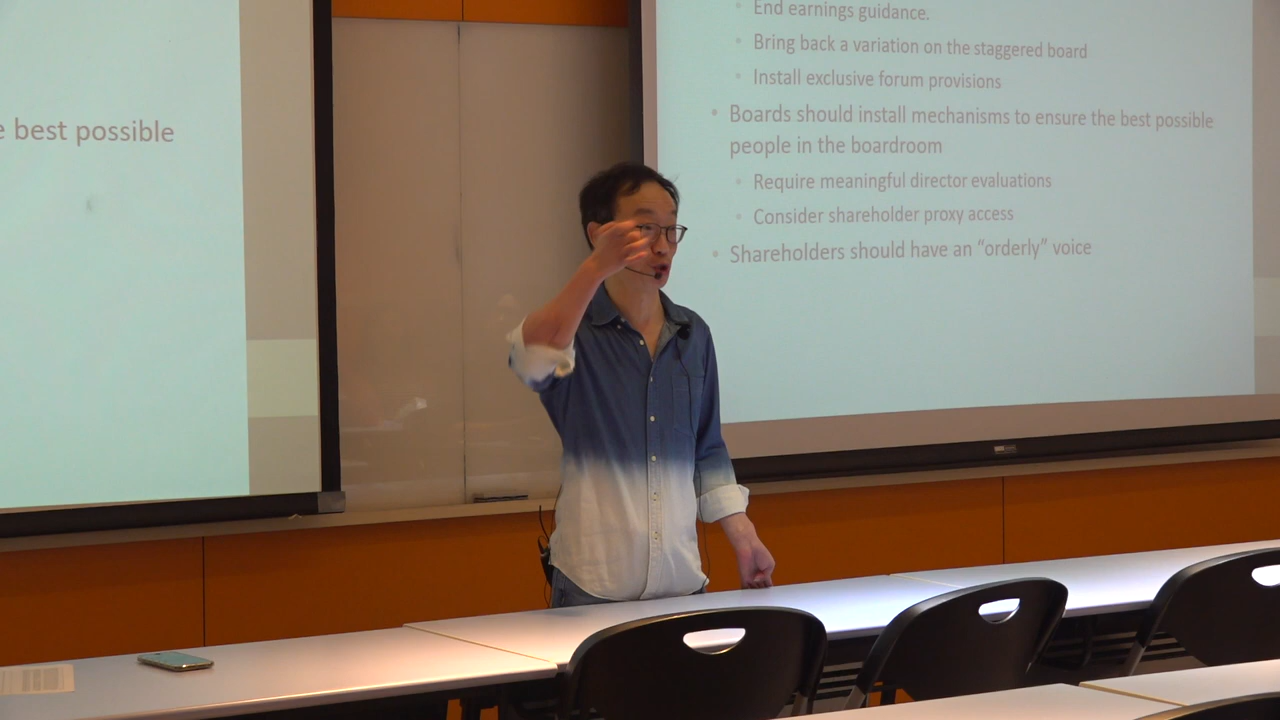 e best possible
End earnings guidance.
Bring back a variation on the staggered board
Install exclusive forum provisions
Boards should install mechanisms to ensure the best possible
people in the boardroom
Require meaningful director evaluations
Consider shareholder proxy access
Shareholders should have an “orderly” voice